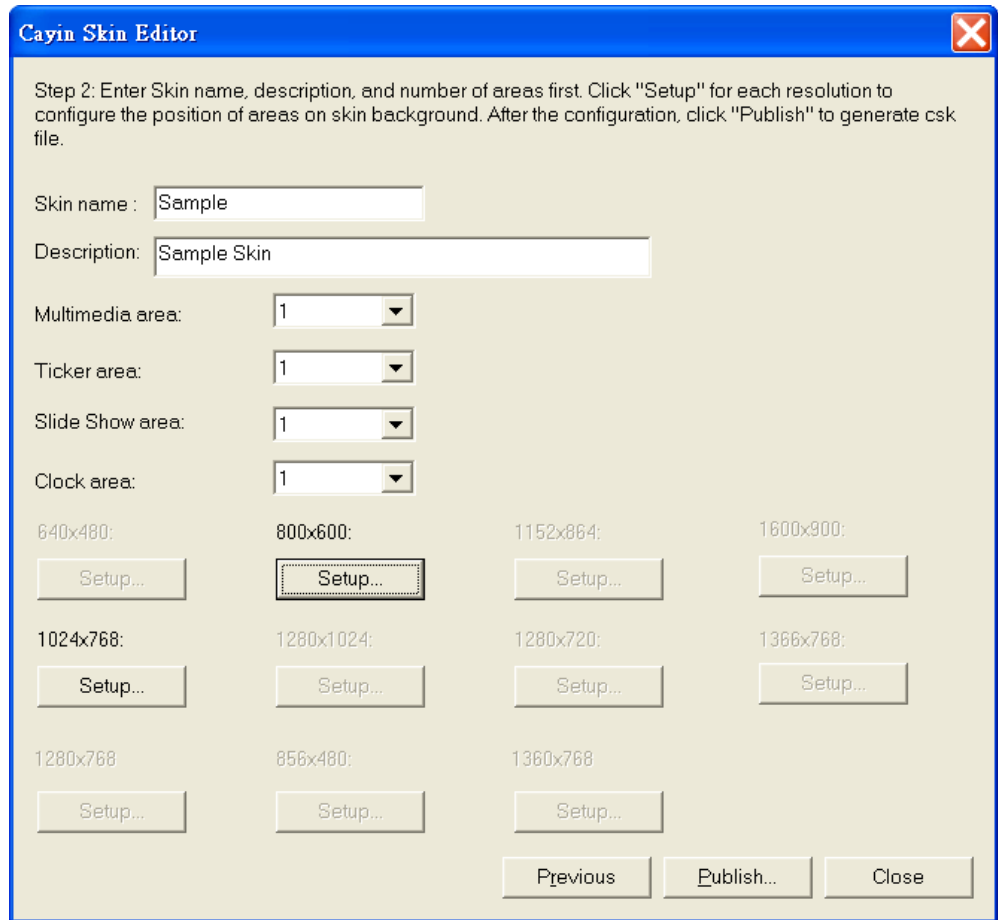 Cayin Skin Editor
Step 2: Enter Skin name, description, and number of areas first. Click "Setup" for each resolution to
configure the position of areas on skin background. After the configuration, click "Publish" to generate csk
file.
Skin name : Sample
Description: Sample Skin
Multimedia area: 1
Ticker area: 1
Slide Show area: 1
Clock area: 1
640x480: 800x600: 1152x864: 1600x900:
Setup... Setup... Setup... Setup...
1024x768: 1280x1024: 1280x720: 1366x768:
Setup... Setup... Setup... Setup...
1280x768 856x480: 1360x768
Setup... Setup... Setup...
Previous Publish... Close